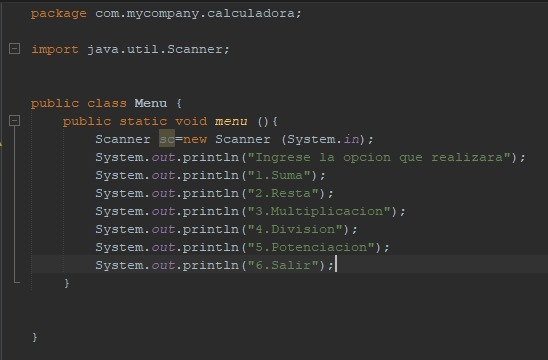 package com.mycompany.calculadora;
import java.util.Scanner;
public class Menu {
public static void menu (){
Scanner sc=new Scanner (System.in);
System.out.println("Ingrese la opcion que realizara");
System.out.println("1.Suma");
System.out.println("2.Resta");
System.out.println("3.Multiplicacion");
System.out.println("4.Division");
System.out.println("5.Potenciacion");
System.out.println("6.Salir");
}
}